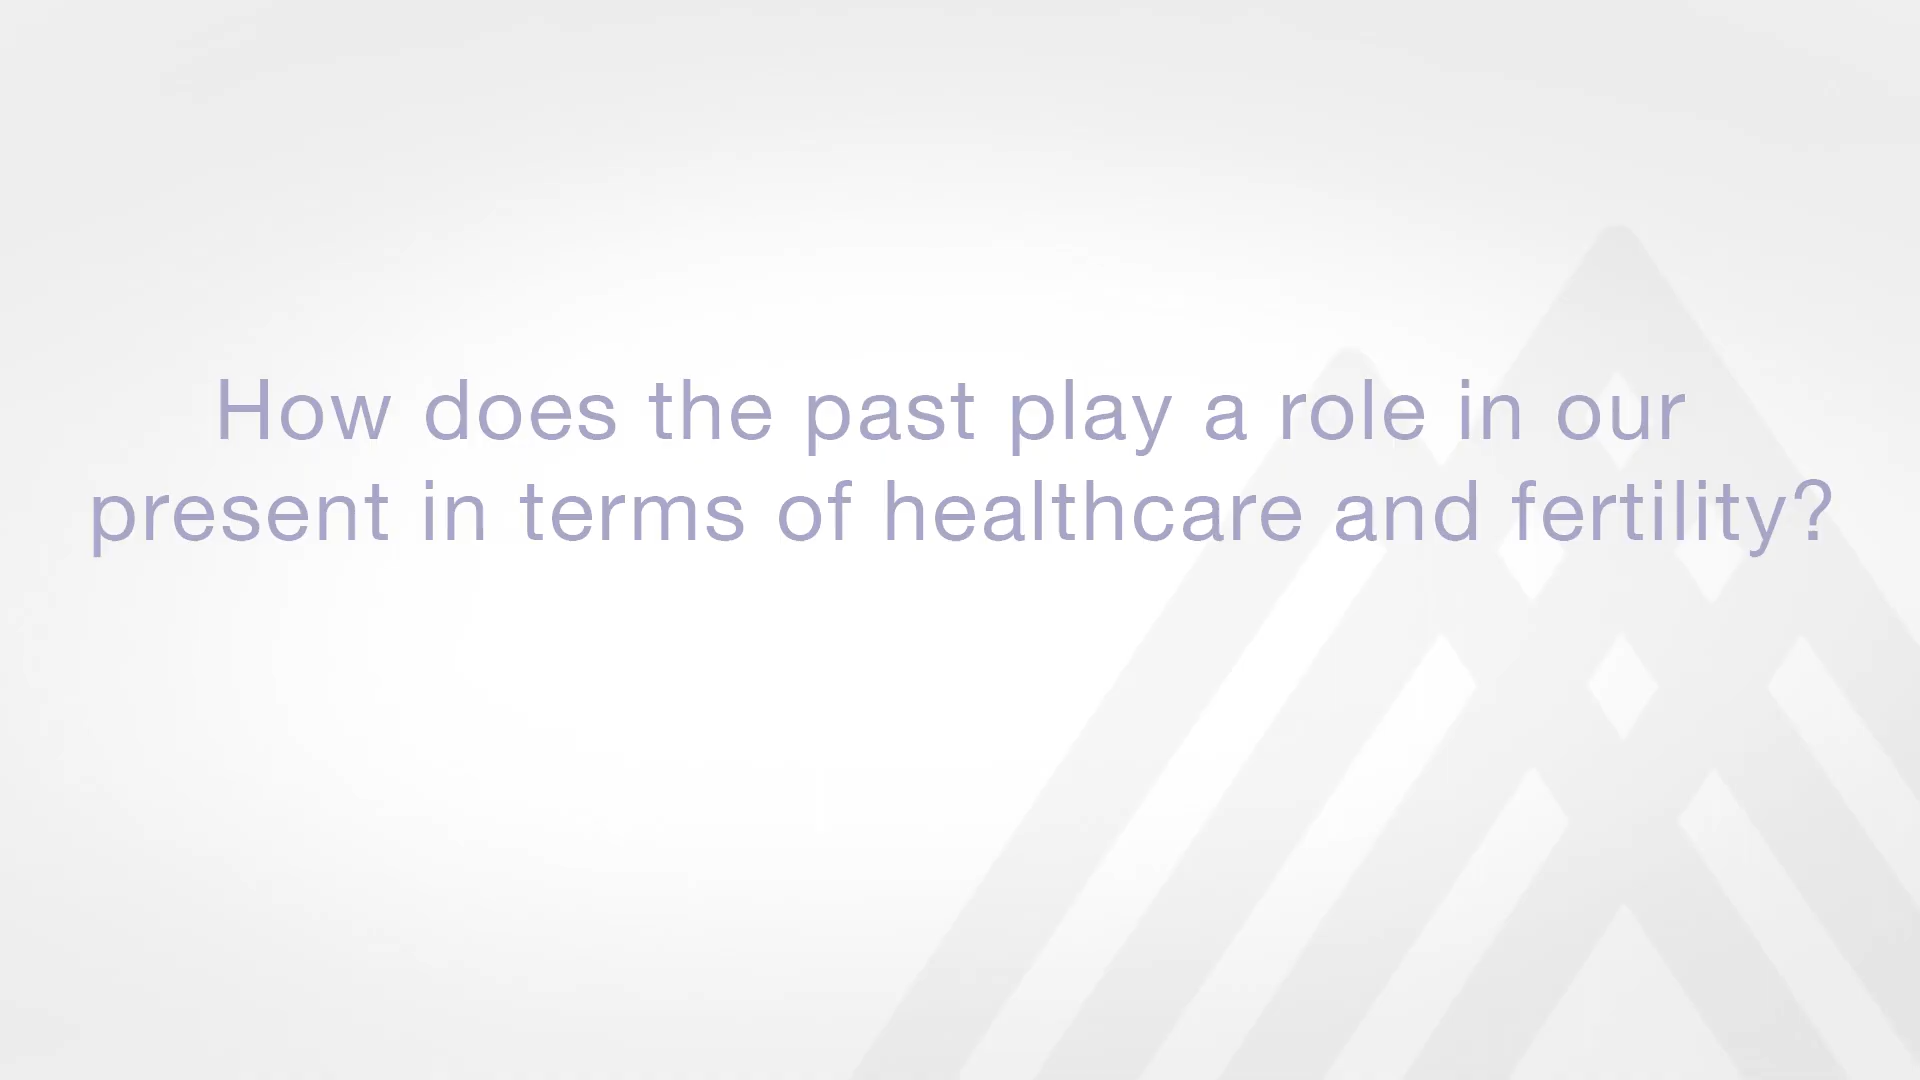 How does the past play a role in our
present in terms of healthcare and fertility?